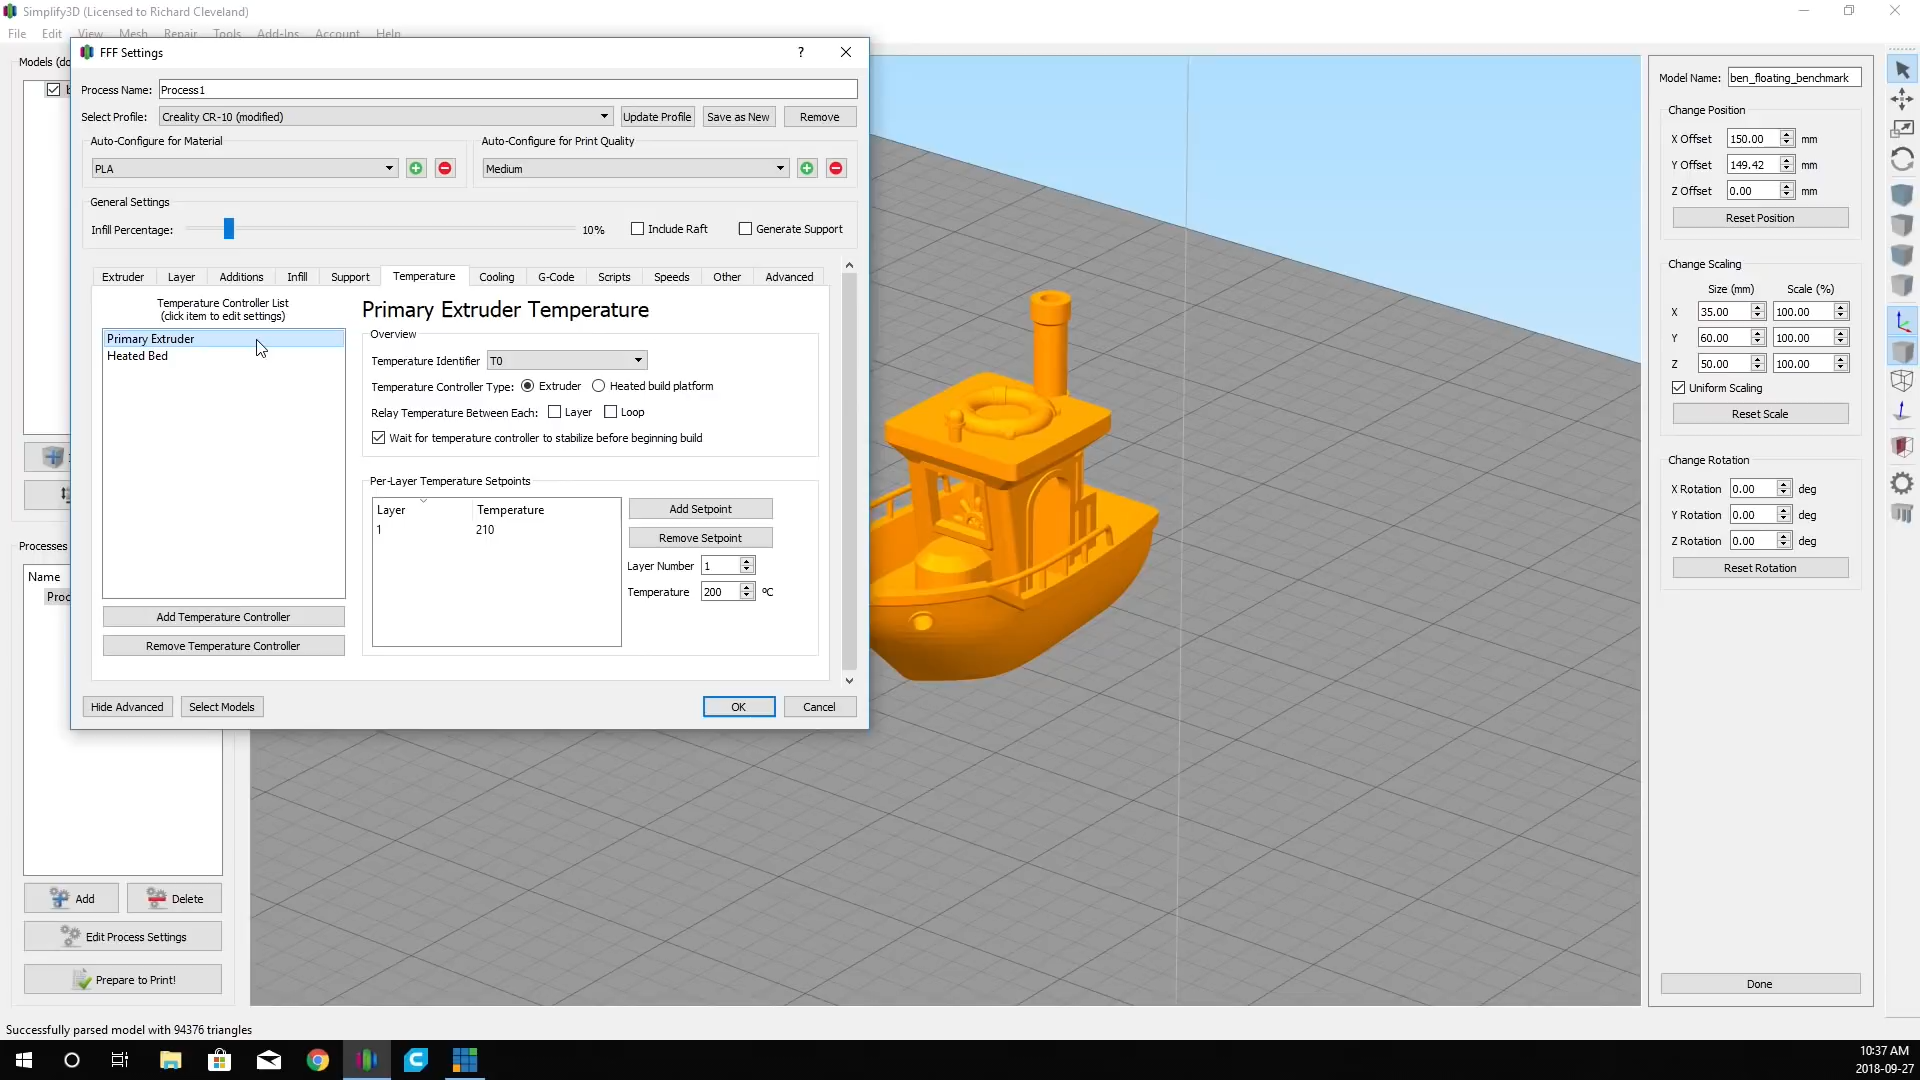 Simplify3D (Licensed to Richard Cleveland)
File Edit View Mesh Repair Tools Add-Ins Account Help
Models (do
FFF Settings
?
Process Name: Process1
Select Profile: Creality CR-10 (modified) Update Profile Save as New Remove
Auto-Configure for Material
PLA
Auto-Configure for Print Quality
Medium
General Settings
Infill Percentage: 10% Include Raft Generate Support
Extruder Layer Additions Infill Support Temperature Cooling G-Code Scripts Speeds Other Advanced
Temperature Controller List
(click item to edit settings)
Primary Extruder
Heated Bed
Add Temperature Controller
Remove Temperature Controller
Primary Extruder Temperature
Overview
Temperature Identifier T0
Temperature Controller Type: Extruder Heated build platform
Relay Temperature Between Each: Layer Loop
Wait for temperature controller to stabilize before beginning build
Per-Layer Temperature Setpoints
Layer Temperature
1 210
Add Setpoint
Remove Setpoint
Layer Number 1
Temperature 200 ºC
Hide Advanced Select Models OK Cancel
Processes
Name
Proc
Add Delete
Edit Process Settings
Prepare to Print!
Model Name: ben_floating_benchmark
Change Position
X Offset 150.00 mm
Y Offset 149.42 mm
Z Offset 0.00 mm
Reset Position
Change Scaling
Size (mm) Scale (%)
X 35.00 100.00
Y 60.00 100.00
Z 50.00 100.00
Uniform Scaling
Reset Scale
Change Rotation
X Rotation 0.00 deg
Y Rotation 0.00 deg
Z Rotation 0.00 deg
Reset Rotation
Done
Successfully parsed model with 94376 triangles
10:37 AM
2018-09-27